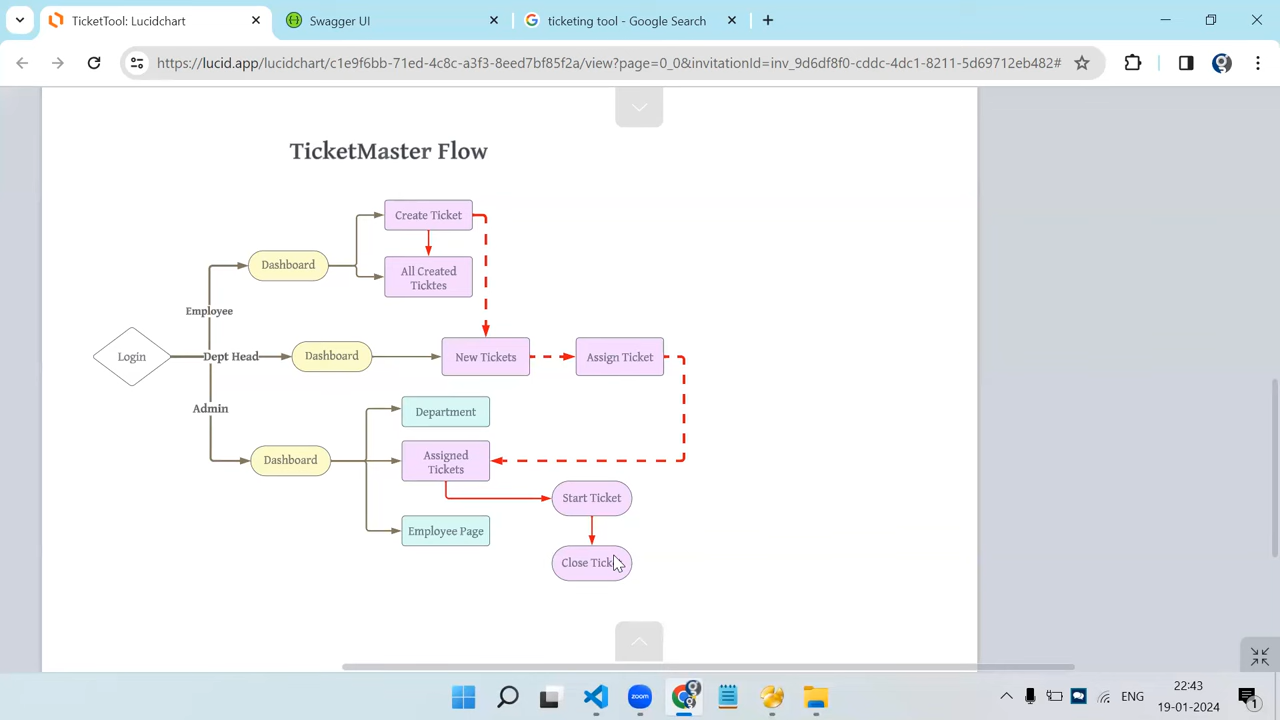 TicketTool: Lucidchart
Swagger UI
ticketing tool - Google Search
https://lucid.app/lucidchart/c1e9f6bb-71ed-4c8c-a3f3-8eed7bf85f2a/view?page=0_0&invitationId=inv_9d6df8f0-cddc-4dc1-8211-5d69712eb482#
TicketMaster Flow
Create Ticket
Dashboard
All Created
Ticktes
Employee
Login
Dept Head
Dashboard
New Tickets
Assign Ticket
Admin
Department
Dashboard
Assigned
Tickets
Start Ticket
Employee Page
Close
zoom
ENG
22:43
19-01-2024
1